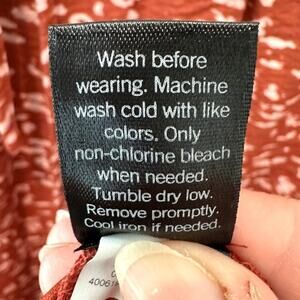 Wash before
wearing. Machine
wash cold with like
colors. Only
non-chlorine bleach
when needed.
Tumble dry low.
Remove promptly.
Cool iron if needed.